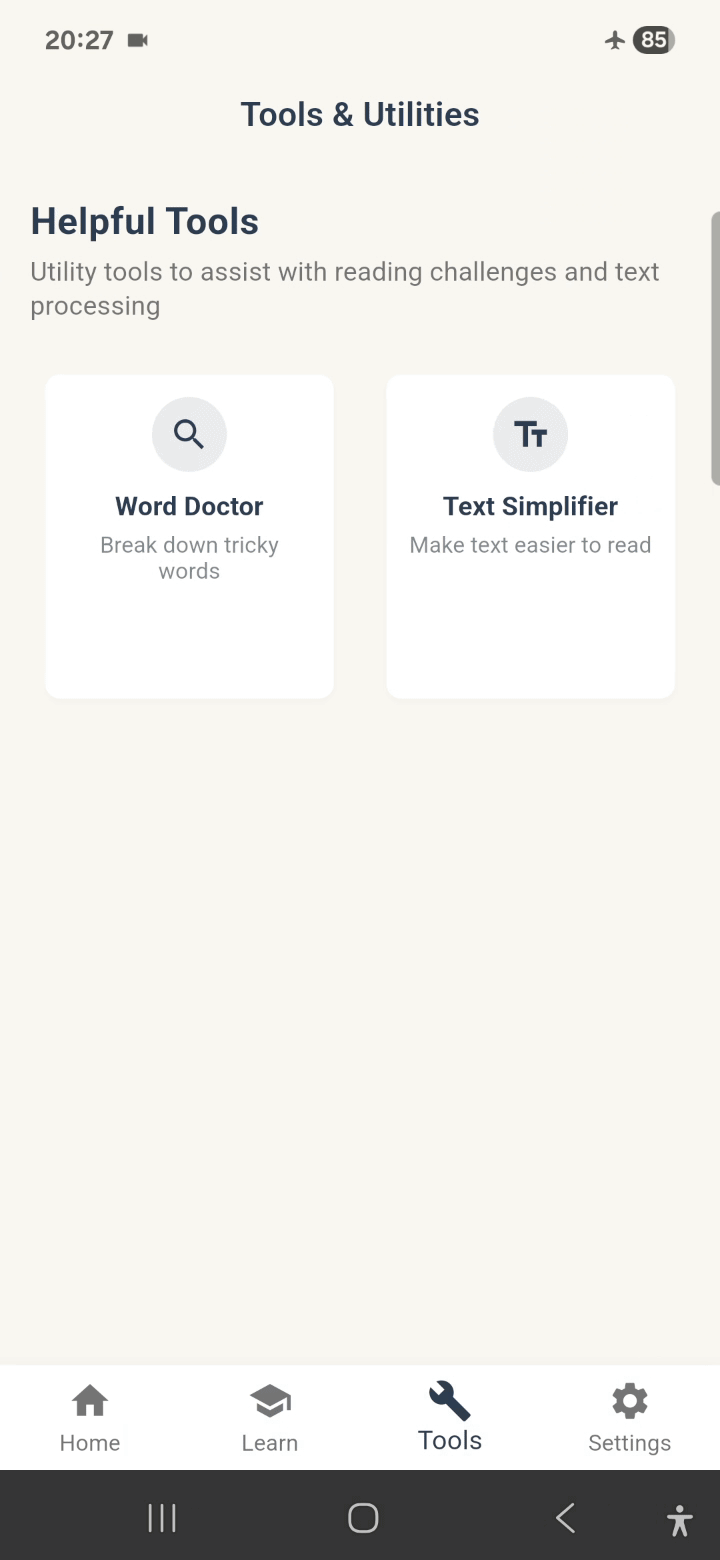 20:27
85
Tools & Utilities
Helpful Tools
Utility tools to assist with reading challenges and text
processing
Word Doctor
Break down tricky
words
Tт
Text Simplifier
Make text easier to read
Home
Learn
Tools
Settings